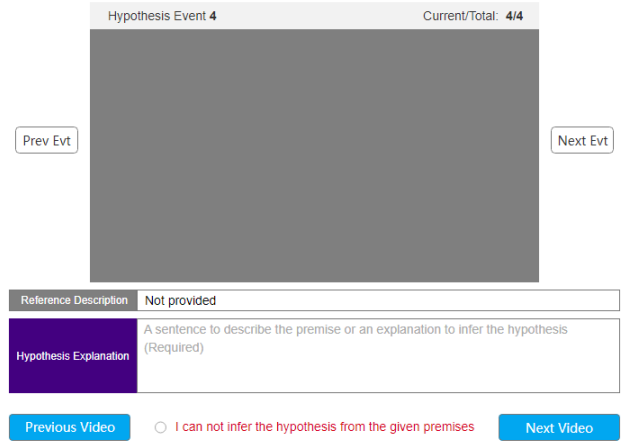 Hypothesis Event 4
Current/Total: 4/4
Prev Evt
Next Evt
Reference Description
Not provided
Hypothesis Explanation
A sentence to describe the premise or an explanation to infer the hypothesis
(Required)
Previous Video
I can not infer the hypothesis from the given premises
Next Video